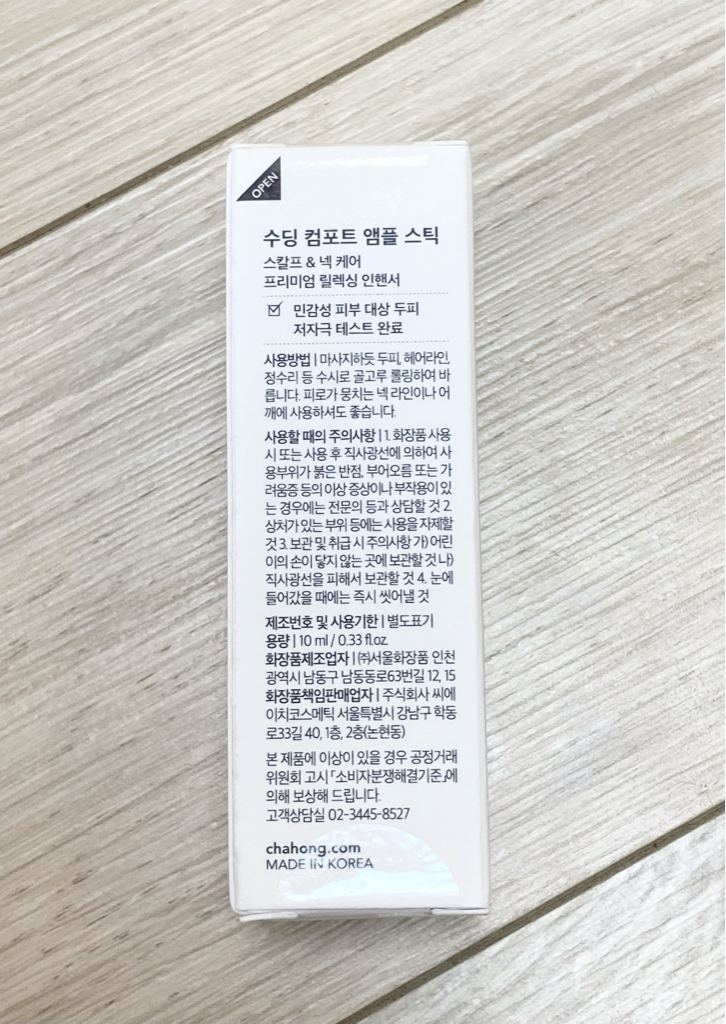 OPEN
수딩 컴포트 앰플 스틱
스칼프 & 넥 케어
프리미엄 릴렉싱 인핸서
민감성 피부 대상 두피
저자극 테스트 완료
사용방법 | 마사지하듯 두피, 헤어라인,
정수리 등 수시로 골고루 롤링하여 바
릅니다. 피로가 뭉치는 넥 라인이나 어
깨에 사용하셔도 좋습니다.
사용할 때의 주의사항 | 1. 화장품 사용
시 또는 사용 후 직사광선에 의하여 사
용부위가 붉은 반점, 부어오름 또는 가
려움증 등의 이상 증상이나 부작용이 있
는 경우에는 전문의 등과 상담할 것 2.
상처가 있는 부위 등에는 사용을 자제할
것 3. 보관 및 취급 시 주의사항 가) 어린
이의 손이 닿지 않는 곳에 보관할 것 나)
직사광선을 피해서 보관할 것 4. 눈에
들어갔을 때에는 즉시 씻어낼 것
제조번호 및 사용기한 | 별도표기
용량 | 10 ml / 0.33 fl.oz.
화장품제조업자 | ㈜서울화장품 인천
광역시 남동구 남동동로63번길 12, 15
화장품책임판매업자 | 주식회사 씨에
이치코스메틱 서울특별시 강남구 학동
로33길 40, 1층, 2층(논현동)
본 제품에 이상이 있을 경우 공정거래
위원회 고시 「소비자분쟁해결기준」에
의해 보상해 드립니다.
고객상담실 02-3445-8527
chahong.com
MADE IN KOREA